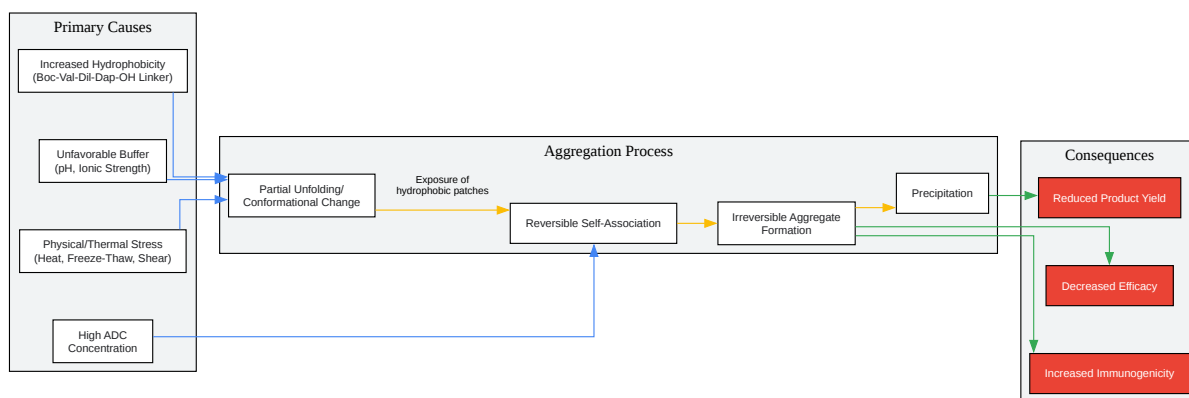 Primary Causes
Increased Hydrophobicity
(Boc-Val-Dil-Dap-OH Linker)
Unfavorable Buffer
(pH, Ionic Strength)
Physical/Thermal Stress
(Heat, Freeze-Thaw, Shear)
High ADC
Concentration
Aggregation Process
Partial Unfolding/
Conformational Change
Exposure of
hydrophobic patches
Reversible Self-Association
Irreversible Aggregate
Formation
Precipitation
Consequences
Reduced Product Yield
Decreased Efficacy
Increased Immunogenicity